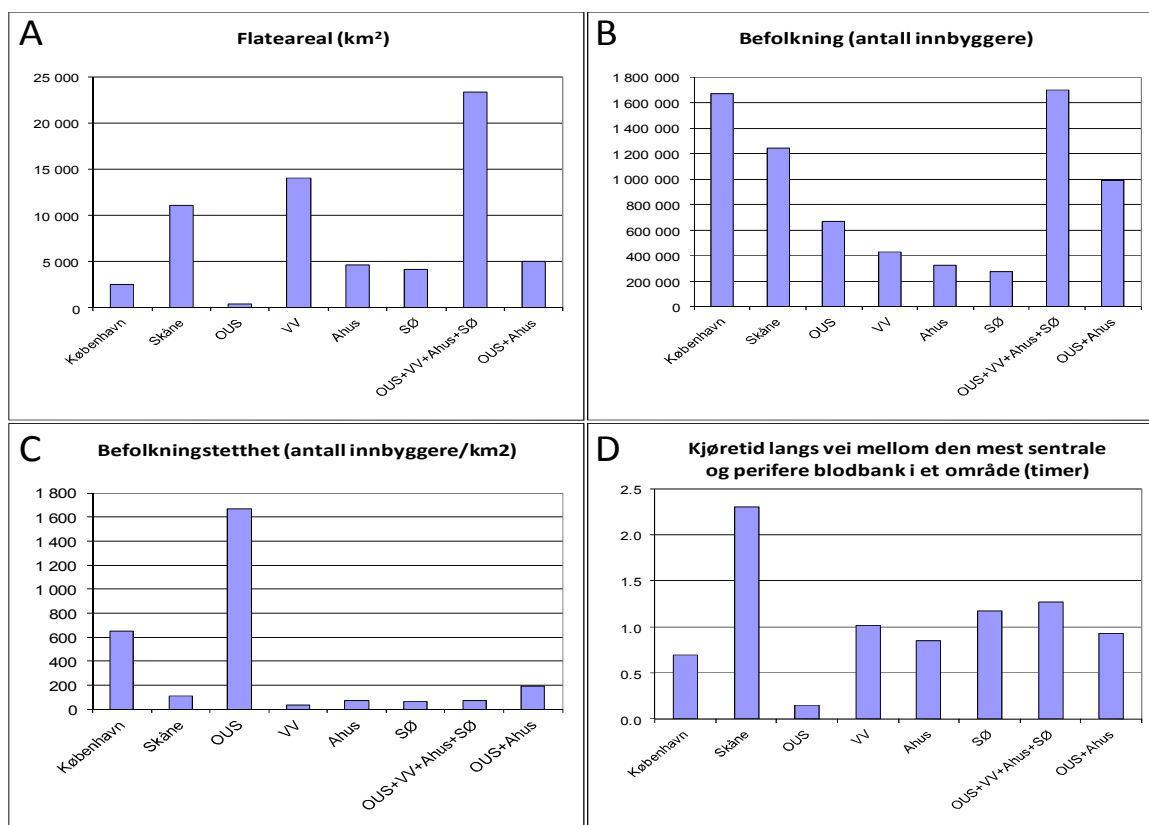 A
Flateareal (km²)
25 000
20 000
15 000
10 000
5 000
0
København
Skåne
OUS
VV
Ahus
SØ
OUS+VV+Ahus+SØ
OUS+Ahus
B
Befolkning (antall innbyggere)
1 800 000
1 600 000
1 400 000
1 200 000
1 000 000
800 000
600 000
400 000
200 000
0
København
Skåne
OUS
VV
Ahus
SØ
OUS+VV+Ahus+SØ
OUS+Ahus
C
Befolkningstetthet (antall innbyggere/km2)
1 800
1 600
1 400
1 200
1 000
800
600
400
200
0
København
Skåne
OUS
VV
Ahus
SØ
OUS+VV+Ahus+SØ
OUS+Ahus
D
Kjøretid langs vei mellom den mest sentrale
og perifere blodbank i et område (timer)
2.5
2.0
1.5
1.0
0.5
0.0
København
Skåne
OUS
VV
Ahus
SØ
OUS+VV+Ahus+SØ
OUS+Ahus